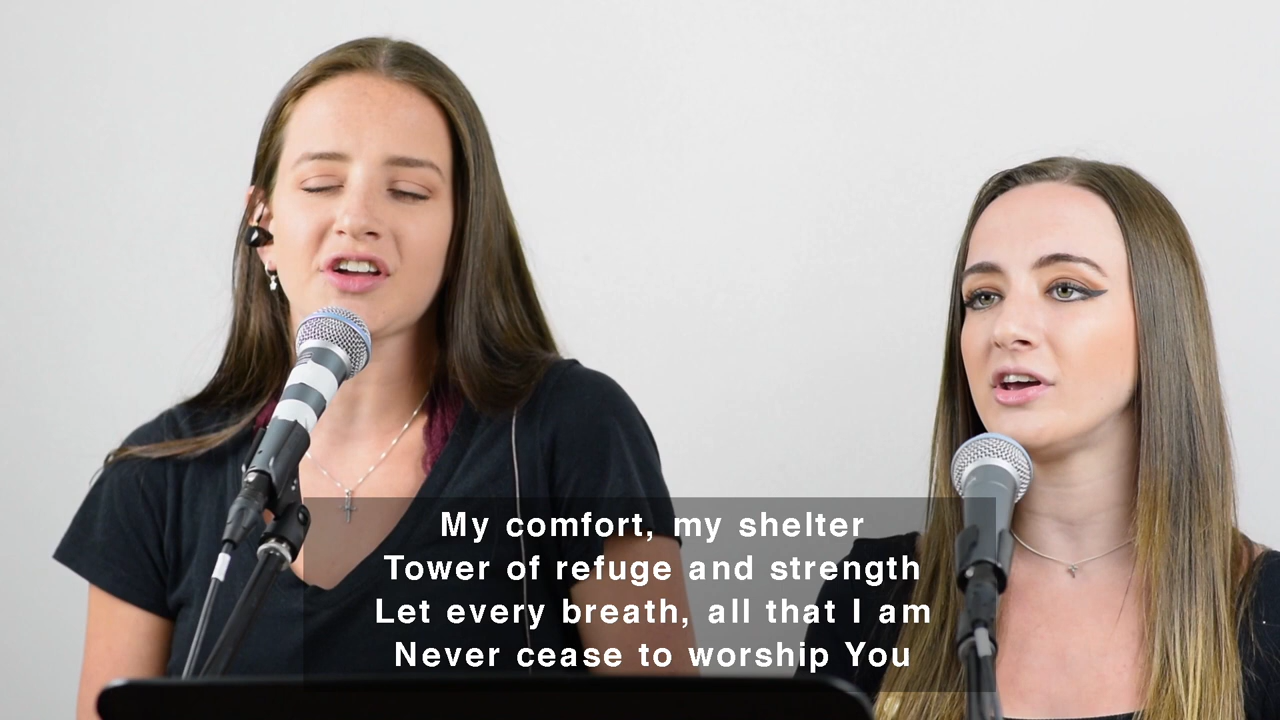 My comfort, my shelter
Tower of refuge and strength
Let every breath, all that I am
Never cease to worship You